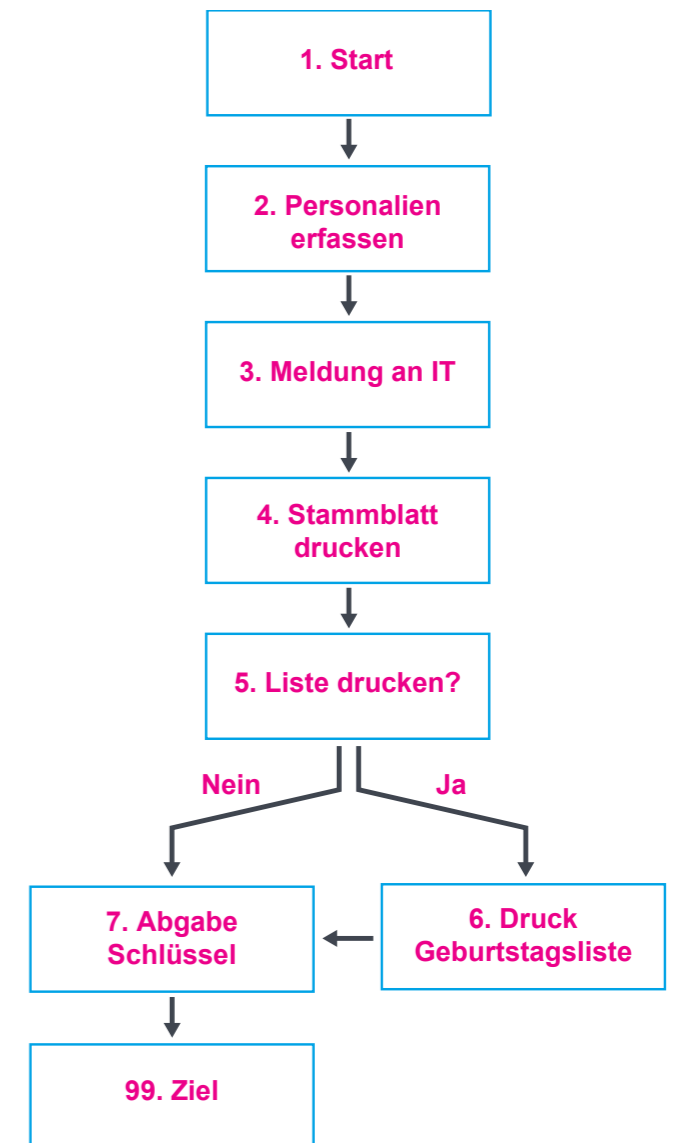 1. Start
2. Personalien
erfassen
3. Meldung an IT
4. Stammblatt
drucken
5. Liste drucken?
Nein
Ja
7. Abgabe
Schlüssel
6. Druck
Geburtstagsliste
99. Ziel